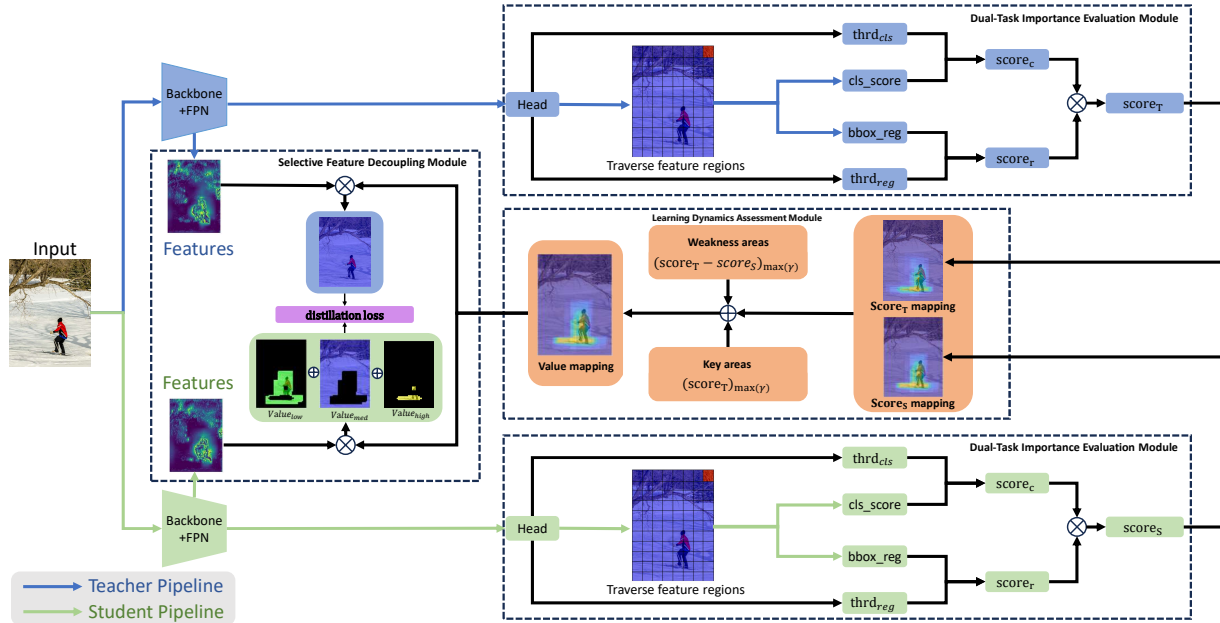 Dual-Task Importance Evaluation Module
Backbone
+FPN
Head
Traverse feature regions
thrd_cls
cls_score
bbox_reg
thrd_reg
score_c
score_r
score_T
Selective Feature Decoupling Module
Features
Input
distillation loss
Value_low
Value_med
Value_high
Features
Learning Dynamics Assessment Module
Value mapping
Weakness areas
(score_T − score_S)_max(γ)
Key areas
(score_T)_max(γ)
Score_T mapping
Score_S mapping
Dual-Task Importance Evaluation Module
Backbone
+FPN
Head
Traverse feature regions
thrd_cls
cls_score
bbox_reg
thrd_reg
score_c
score_r
score_S
Teacher Pipeline
Student Pipeline